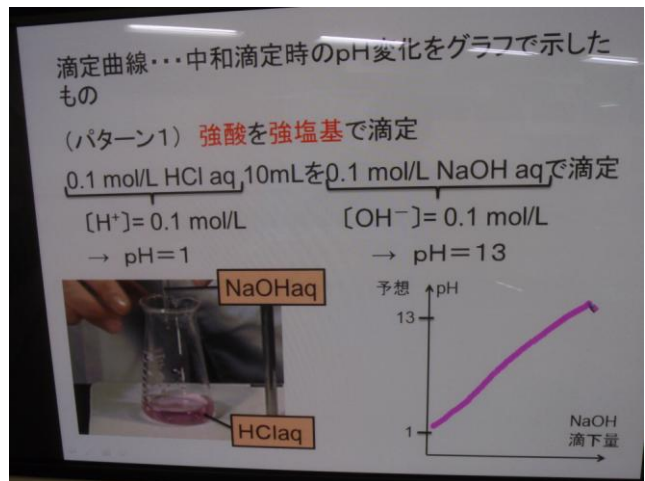 滴定曲線・・・中和滴定時のpH変化をグラフで示した
もの
（パターン1） 強酸を強塩基で滴定
0.1 mol/L HCl aq 10mLを0.1 mol/L NaOH aqで滴定
〔H⁺〕= 0.1 mol/L
→ pH＝1
〔OH⁻〕= 0.1 mol/L
→ pH＝13
NaOHaq
HClaq
予想 pH
13
1
NaOH
滴下量